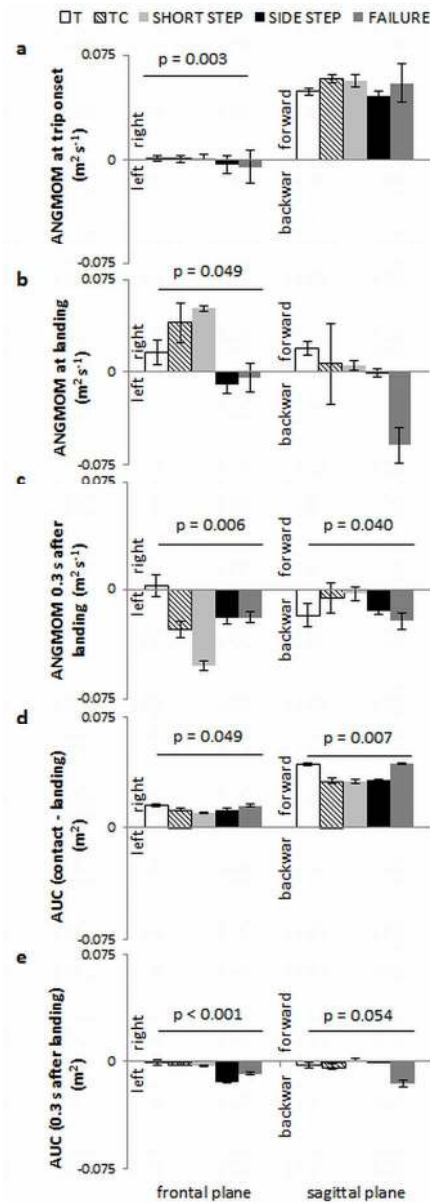 T TC SHORT STEP SIDE STEP FAILURE
a
ANGMOM at trip onset
(m² s⁻¹)
0.075
0
-0.075
right
left
p = 0.003
forward
backwar
b
ANGMOM at landing
(m² s⁻¹)
0.075
0
-0.075
right
left
p = 0.049
forward
backwar
c
ANGMOM 0.3 s after
landing (m² s⁻¹)
0.075
0
-0.075
right
left
p = 0.006
forward
backwar
p = 0.040
d
AUC (contact - landing)
(m²)
0.075
0
-0.075
right
left
p = 0.049
forward
backwar
p = 0.007
e
AUC (0.3 s after landing)
(m²)
0.075
0
-0.075
right
left
p < 0.001
forward
backwar
p = 0.054
frontal plane
sagittal plane